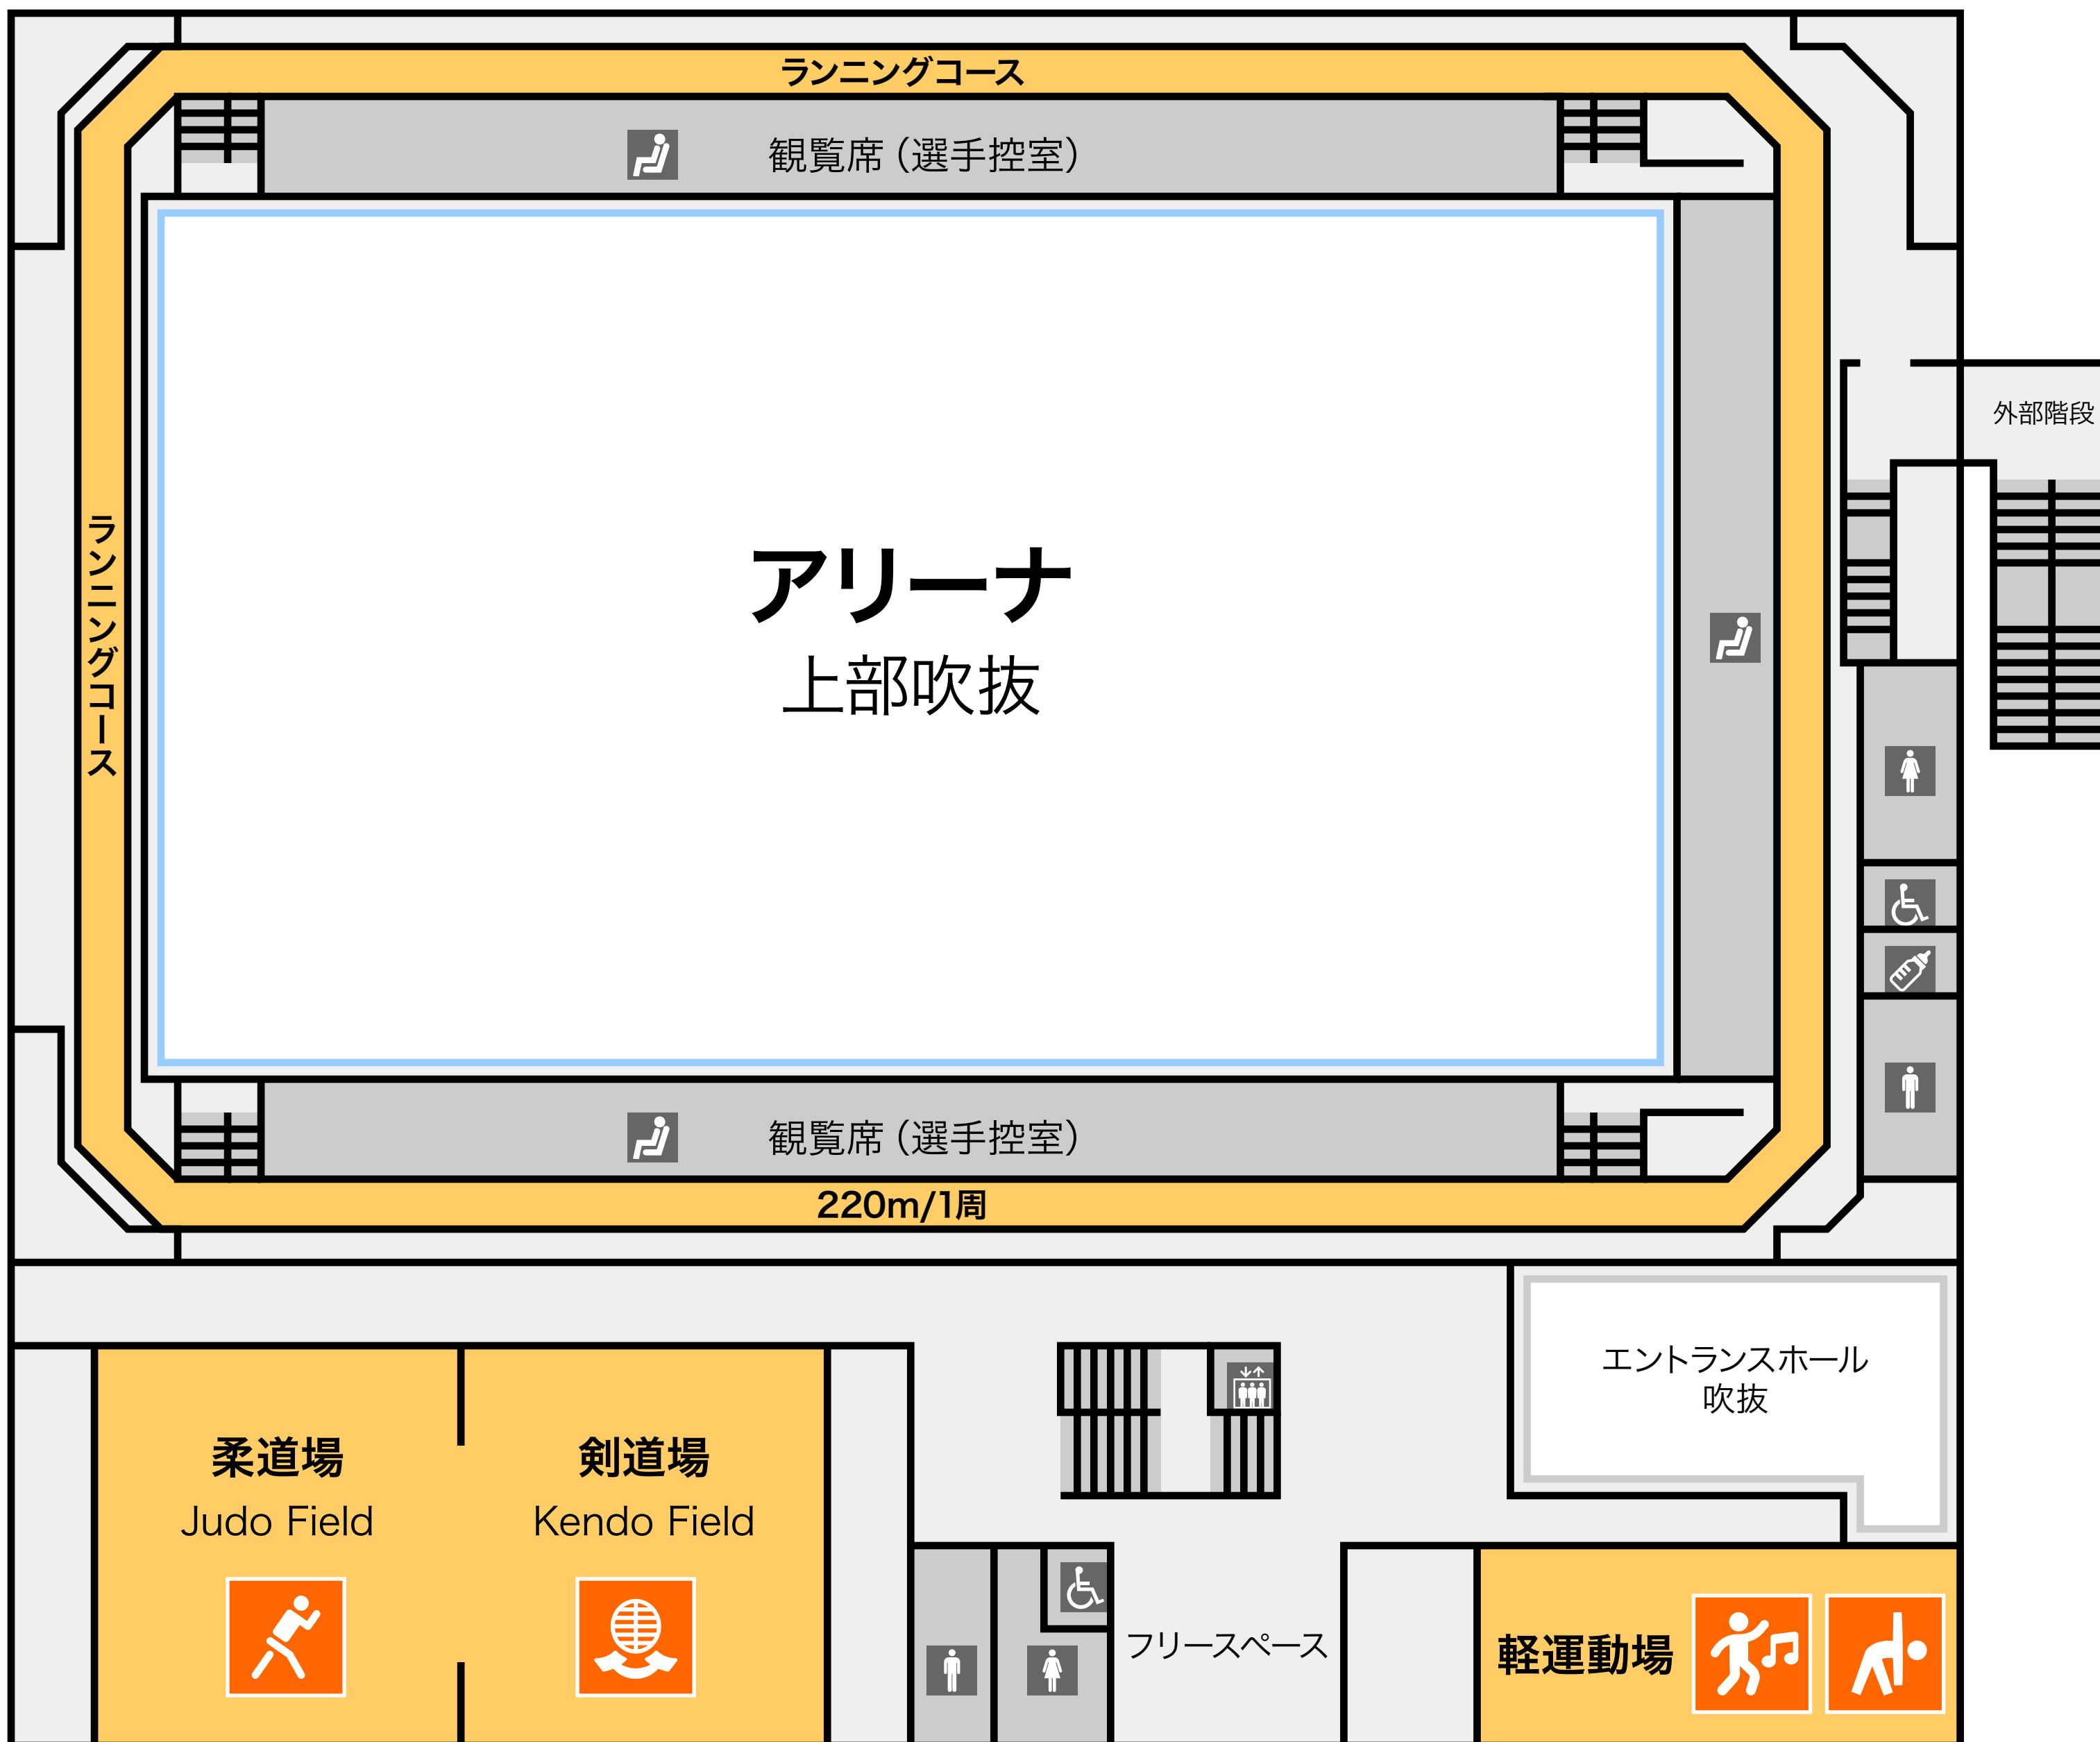 ランニングコース
観覧席（選手控室）
外部階段
ランニングコース
アリーナ
上部吹抜
観覧席（選手控室）
220m/1周
エントランスホール
吹抜
柔道場
Judo Field
剣道場
Kendo Field
フリースペース
軽運動場